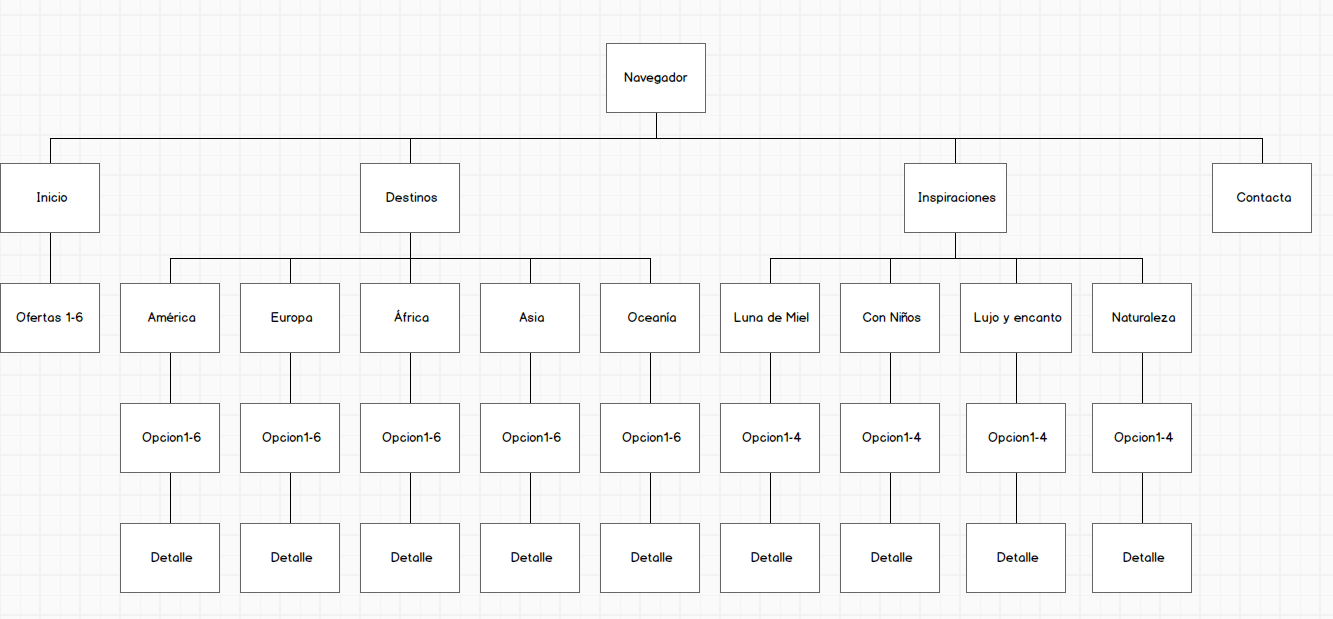 Navegador
Inicio
Destinos
Inspiraciones
Contacta
Ofertas 1-6
América
Europa
África
Asia
Oceanía
Luna de Miel
Con Niños
Lujo y encanto
Naturaleza
Opcion1-6
Opcion1-6
Opcion1-6
Opcion1-6
Opcion1-6
Opcion1-4
Opcion1-4
Opcion1-4
Opcion1-4
Detalle
Detalle
Detalle
Detalle
Detalle
Detalle
Detalle
Detalle
Detalle